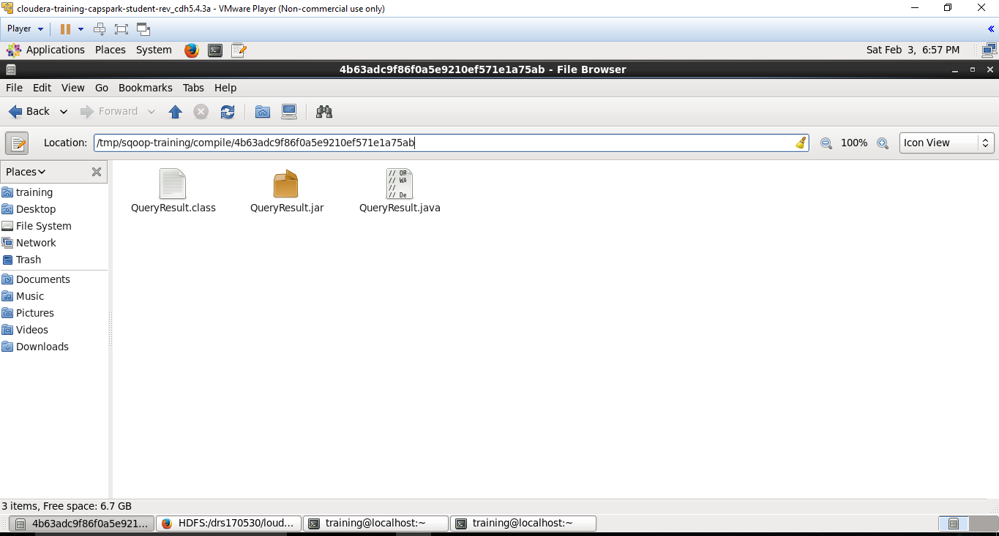 cloudera-training-capspark-student-rev_cdh5.4.3a - VMware Player (Non-commercial use only)
Player
Applications Places System Sat Feb 3, 6:57 PM
4b63adc9f86f0a5e9210ef571e1a75ab - File Browser
File Edit View Go Bookmarks Tabs Help
Back Forward
Location: /tmp/sqoop-training/compile/4b63adc9f86f0a5e9210ef571e1a75ab 100% Icon View
Places
training
Desktop
File System
Network
Trash
Documents
Music
Pictures
Videos
Downloads
// OR
// WA
//
// De
QueryResult.class QueryResult.jar QueryResult.java
3 items, Free space: 6.7 GB
4b63adc9f86f0a5e921... HDFS:/drs170530/loud... training@localhost:~ training@localhost:~